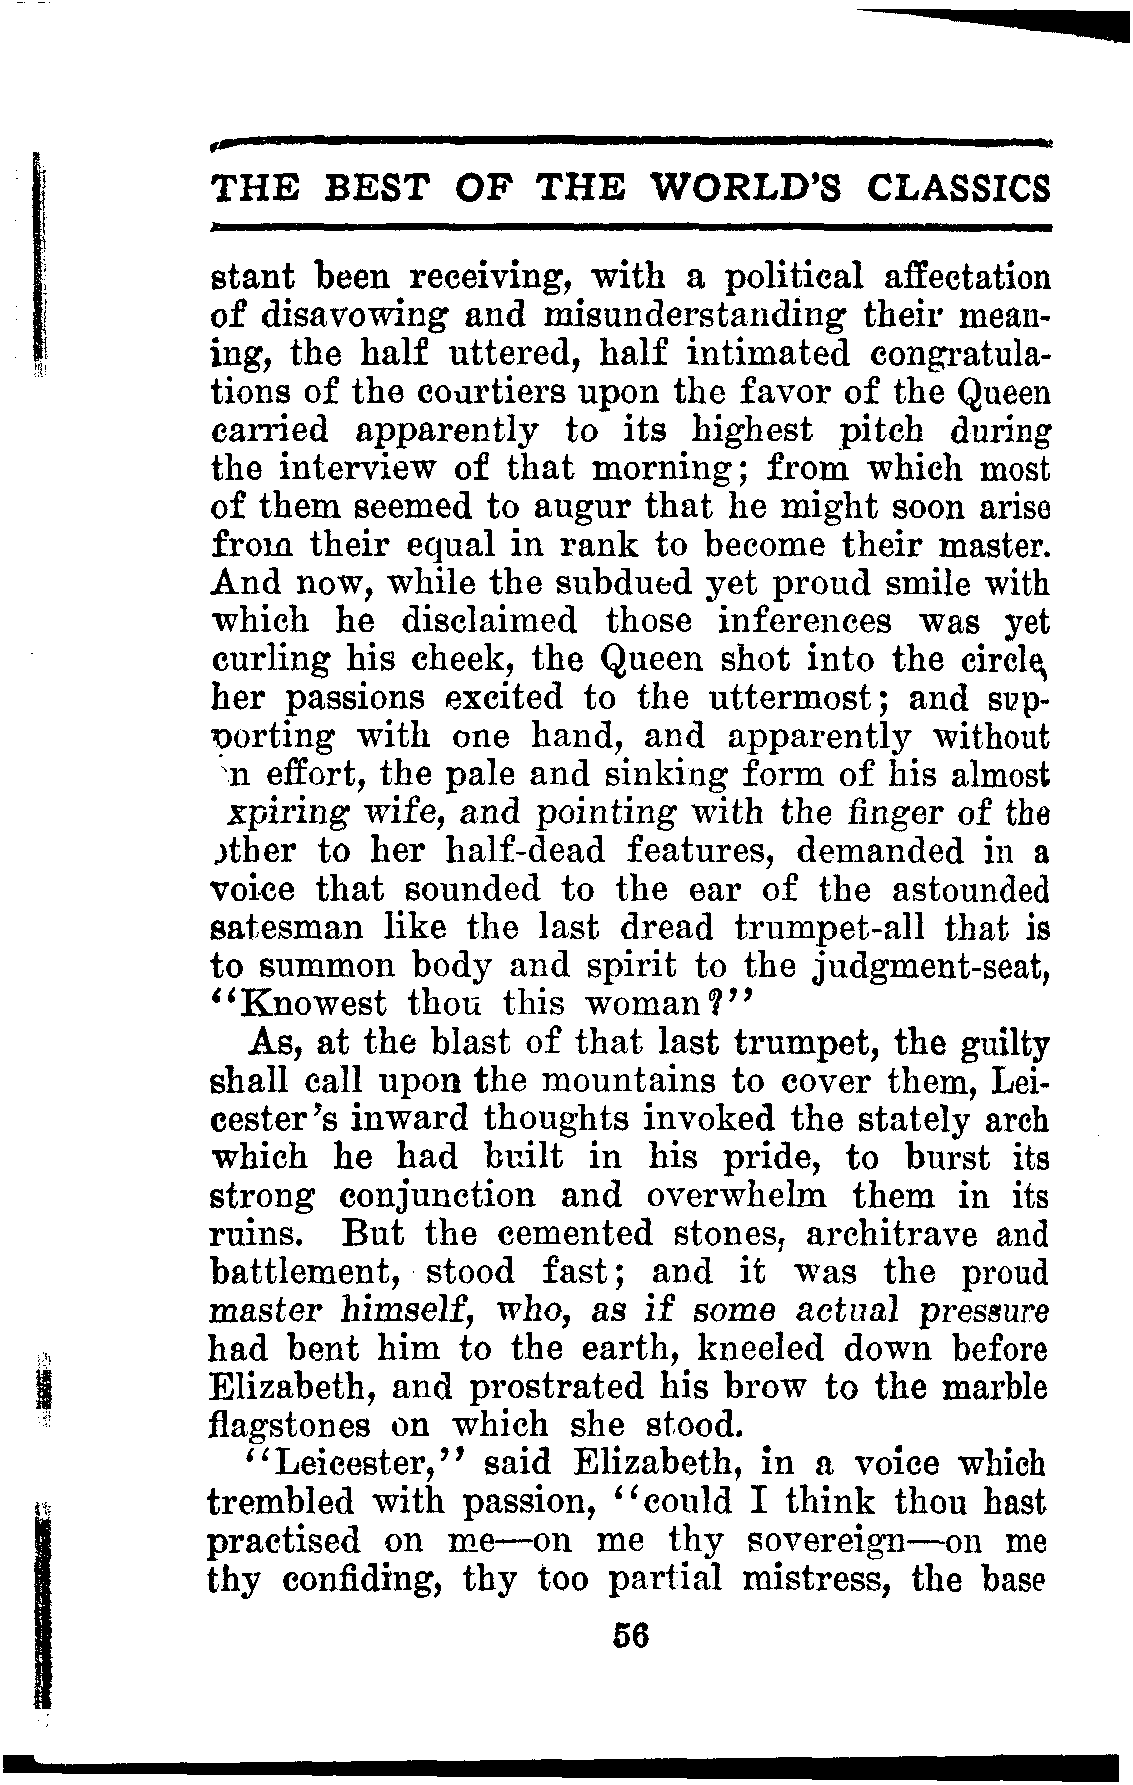 THE BEST OF THE WORLD'S CLASSICS
stant been receiving, with a political affectation
of disavowing and misunderstanding their mean-
ing, the half uttered, half intimated congratula-
tions of the courtiers upon the favor of the Queen
carried apparently to its highest pitch during
the interview of that morning; from which most
of them seemed to augur that he might soon arise
from their equal in rank to become their master.
And now, while the subdued yet proud smile with
which he disclaimed those inferences was yet
curling his cheek, the Queen shot into the circle,
her passions excited to the uttermost; and sup-
porting with one hand, and apparently without
n effort, the pale and sinking form of his almost
xpiring wife, and pointing with the finger of the
other to her half-dead features, demanded in a
voice that sounded to the ear of the astounded
satesman like the last dread trumpet-all that is
to summon body and spirit to the judgment-seat,
"Knowest thou this woman?"
As, at the blast of that last trumpet, the guilty
shall call upon the mountains to cover them, Lei-
cester's inward thoughts invoked the stately arch
which he had built in his pride, to burst its
strong conjunction and overwhelm them in its
ruins. But the cemented stones, architrave and
battlement, stood fast; and it was the proud
master himself, who, as if some actual pressure
had bent him to the earth, kneeled down before
Elizabeth, and prostrated his brow to the marble
flagstones on which she stood.
"Leicester," said Elizabeth, in a voice which
trembled with passion, "could I think thou hast
practised on me—on me thy sovereign—on me
thy confiding, thy too partial mistress, the base
56